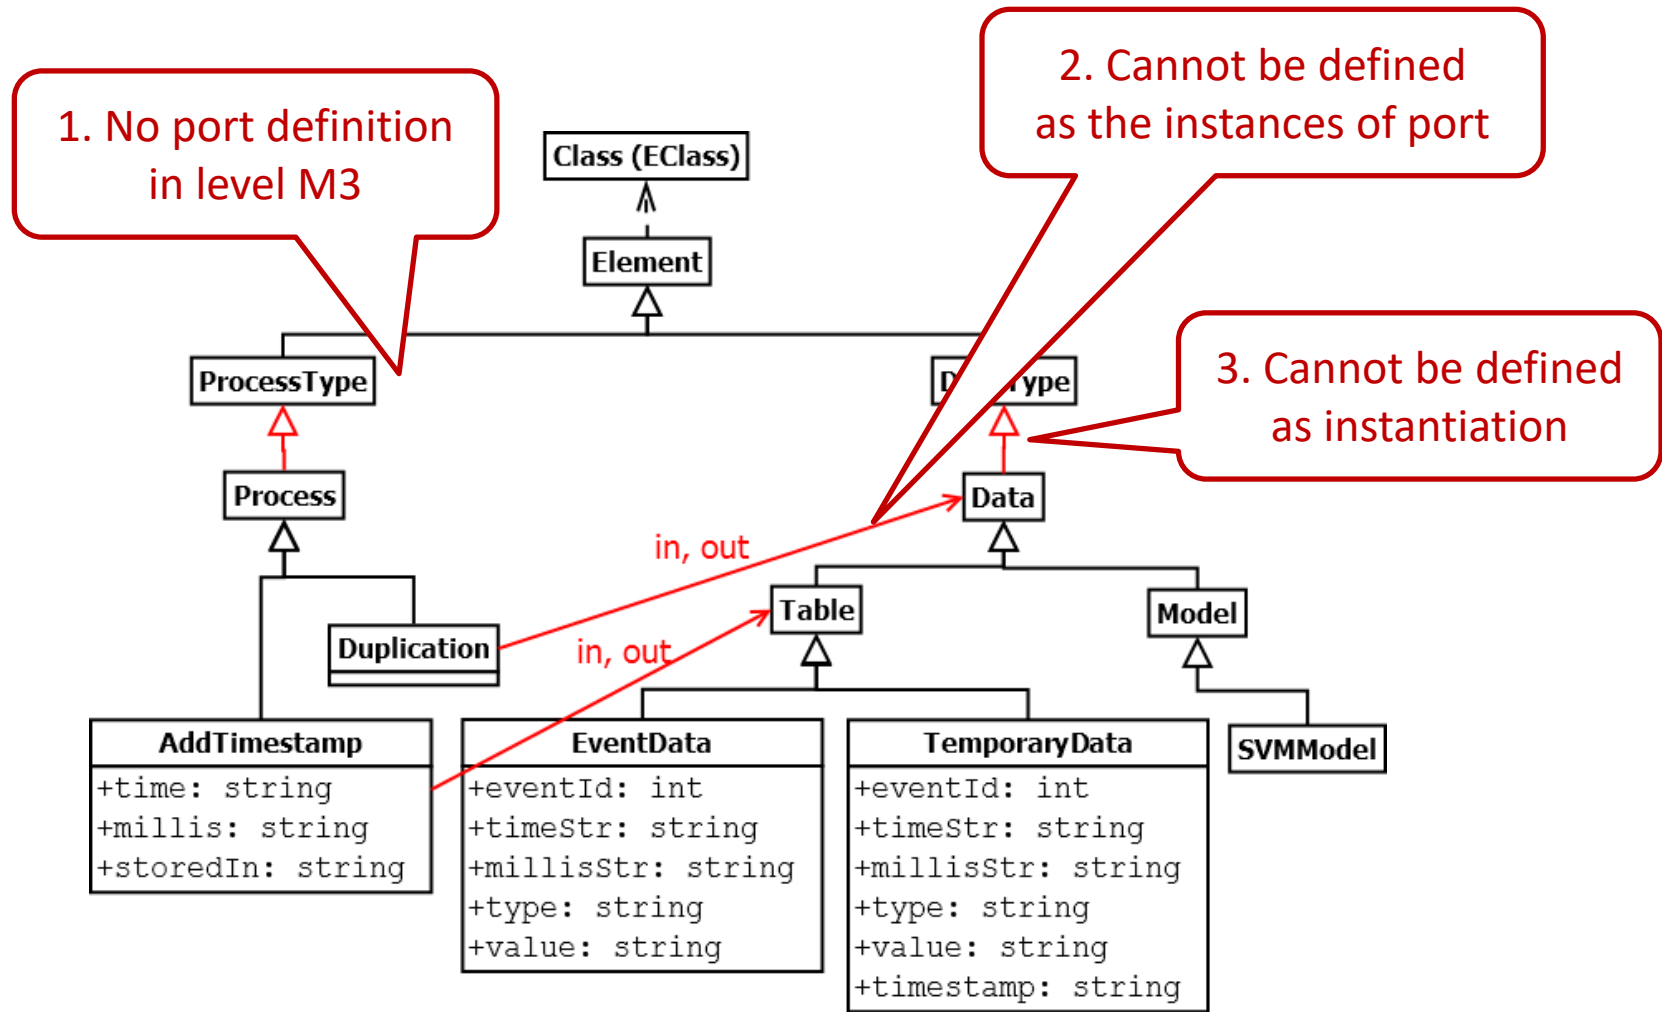 2. Cannot be defined
as the instances of port
1. No port definition
in level M3
Class (EClass)
Element
ProcessType
3. Cannot be defined
as instantiation
Process
Data
in, out
Table
Model
Duplication
in, out
AddTimestamp
+time: string
+millis: string
+storedIn: string
EventData
+eventId: int
+timeStr: string
+millisStr: string
+type: string
+value: string
TemporaryData
+eventId: int
+timeStr: string
+millisStr: string
+type: string
+value: string
+timestamp: string
SVMModel